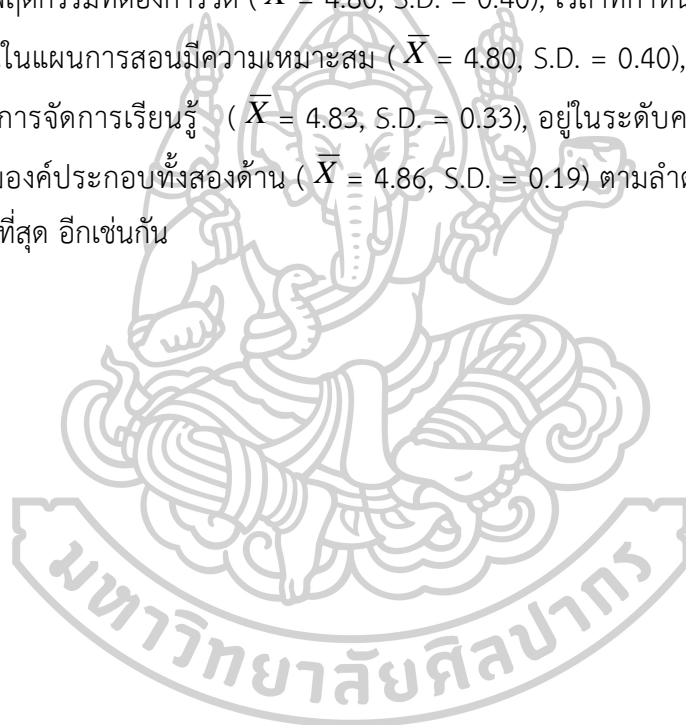 พฤติกรรมที่ต้องการวัด ( X̄ = 4.80, S.D. = 0.40), เวลาที่กำหน
ในแผนการสอนมีความเหมาะสม ( X̄ = 4.80, S.D. = 0.40),
การจัดการเรียนรู้ ( X̄ = 4.83, S.D. = 0.33), อยู่ในระดับค
องค์ประกอบทั้งสองด้าน ( X̄ = 4.86, S.D. = 0.19) ตามลำด
ที่สุด อีกเช่นกัน
มหาวิทยาลัยศิลปากร